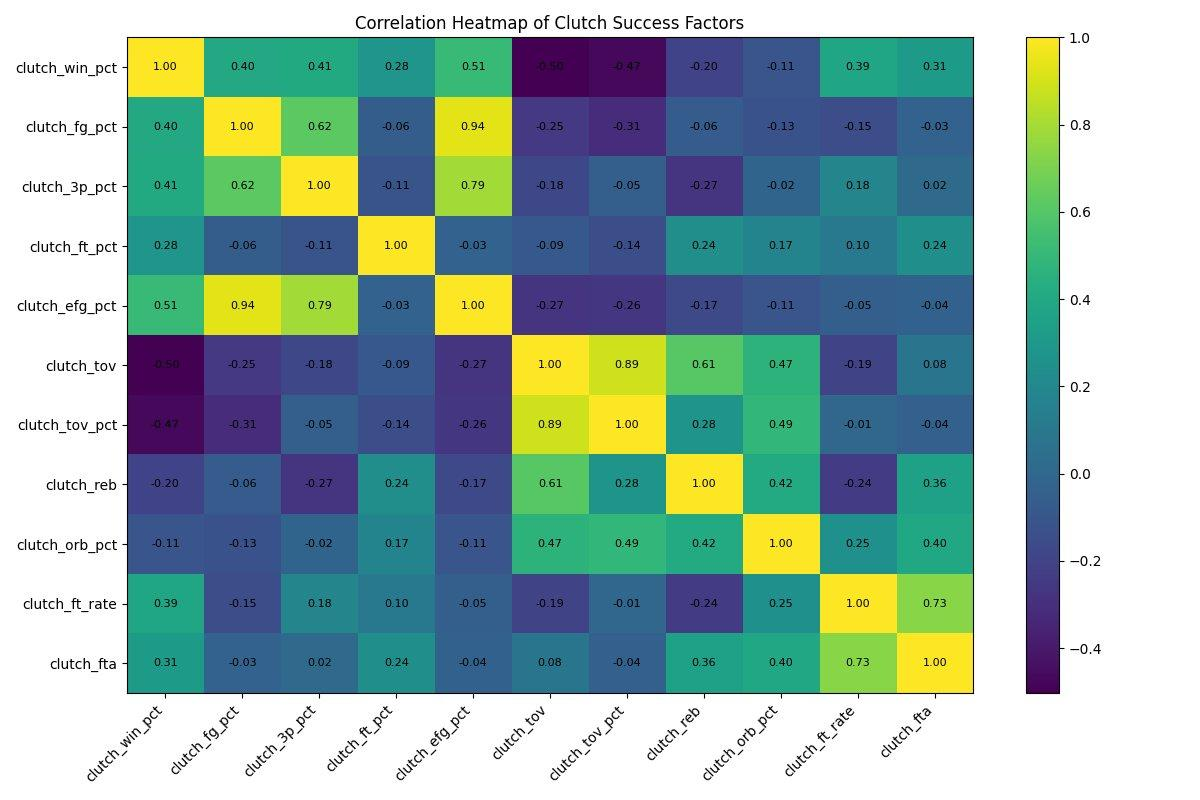 Correlation Heatmap of Clutch Success Factors
clutch_win_pct 1.00 0.40 0.41 0.28 0.51 -0.50 -0.47 -0.20 -0.11 0.39 0.31
clutch_fg_pct 0.40 1.00 0.62 -0.06 0.94 -0.25 -0.31 -0.06 -0.13 -0.15 -0.03
clutch_3p_pct 0.41 0.62 1.00 -0.11 0.79 -0.18 -0.05 -0.27 -0.02 0.18 0.02
clutch_ft_pct 0.28 -0.06 -0.11 1.00 -0.03 -0.09 -0.14 0.24 0.17 0.10 0.24
clutch_efg_pct 0.51 0.94 0.79 -0.03 1.00 -0.27 -0.26 -0.17 -0.11 -0.05 -0.04
clutch_tov -0.50 -0.25 -0.18 -0.09 -0.27 1.00 0.89 0.61 0.47 -0.19 0.08
clutch_tov_pct -0.47 -0.31 -0.05 -0.14 -0.26 0.89 1.00 0.28 0.49 -0.01 -0.04
clutch_reb -0.20 -0.06 -0.27 0.24 -0.17 0.61 0.28 1.00 0.42 -0.24 0.36
clutch_orb_pct -0.11 -0.13 -0.02 0.17 -0.11 0.47 0.49 0.42 1.00 0.25 0.40
clutch_ft_rate 0.39 -0.15 0.18 0.10 -0.05 -0.19 -0.01 -0.24 0.25 1.00 0.73
clutch_fta 0.31 -0.03 0.02 0.24 -0.04 0.08 -0.04 0.36 0.40 0.73 1.00
clutch_win_pct clutch_fg_pct clutch_3p_pct clutch_ft_pct clutch_efg_pct clutch_tov clutch_tov_pct clutch_reb clutch_orb_pct clutch_ft_rate clutch_fta
1.0
0.8
0.6
0.4
0.2
0.0
−0.2
−0.4